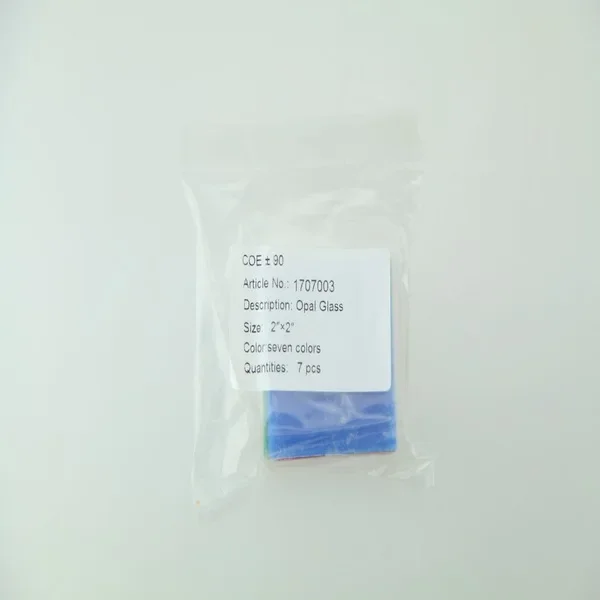 COE ± 90
Article No.: 1707003
Description: Opal Glass
Size: 2"×2"
Color:seven colors
Quantities: 7 pcs